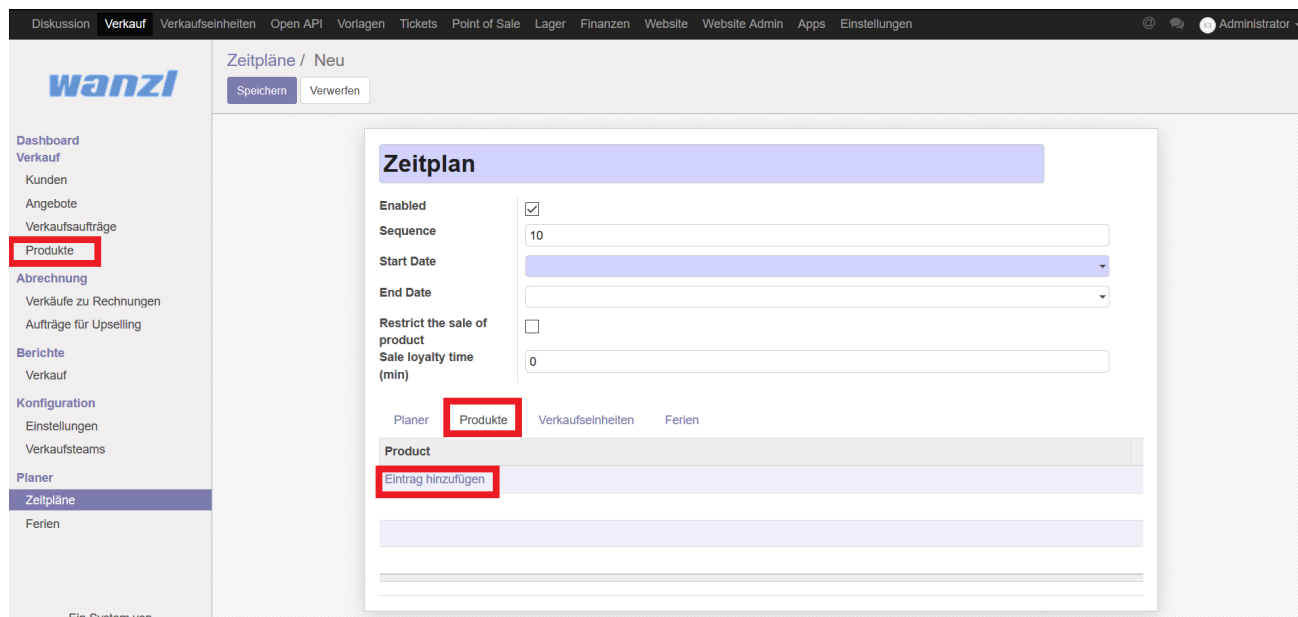 Diskussion Verkauf Verkaufseinheiten Open API Vorlagen Tickets Point of Sale Lager Finanzen Website Website Admin Apps Einstellungen @ Administrator
wanzl
Zeitpläne / Neu
Speichern Verwerfen
Dashboard
Verkauf
Kunden
Angebote
Verkaufsaufträge
Produkte
Abrechnung
Verkäufe zu Rechnungen
Aufträge für Upselling
Berichte
Verkauf
Konfiguration
Einstellungen
Verkaufsteams
Planer
Zeitpläne
Ferien
Ein System von
Zeitplan
Enabled
Sequence 10
Start Date
End Date
Restrict the sale of
product
Sale loyalty time
(min) 0
Planer Produkte Verkaufseinheiten Ferien
Product
Eintrag hinzufügen